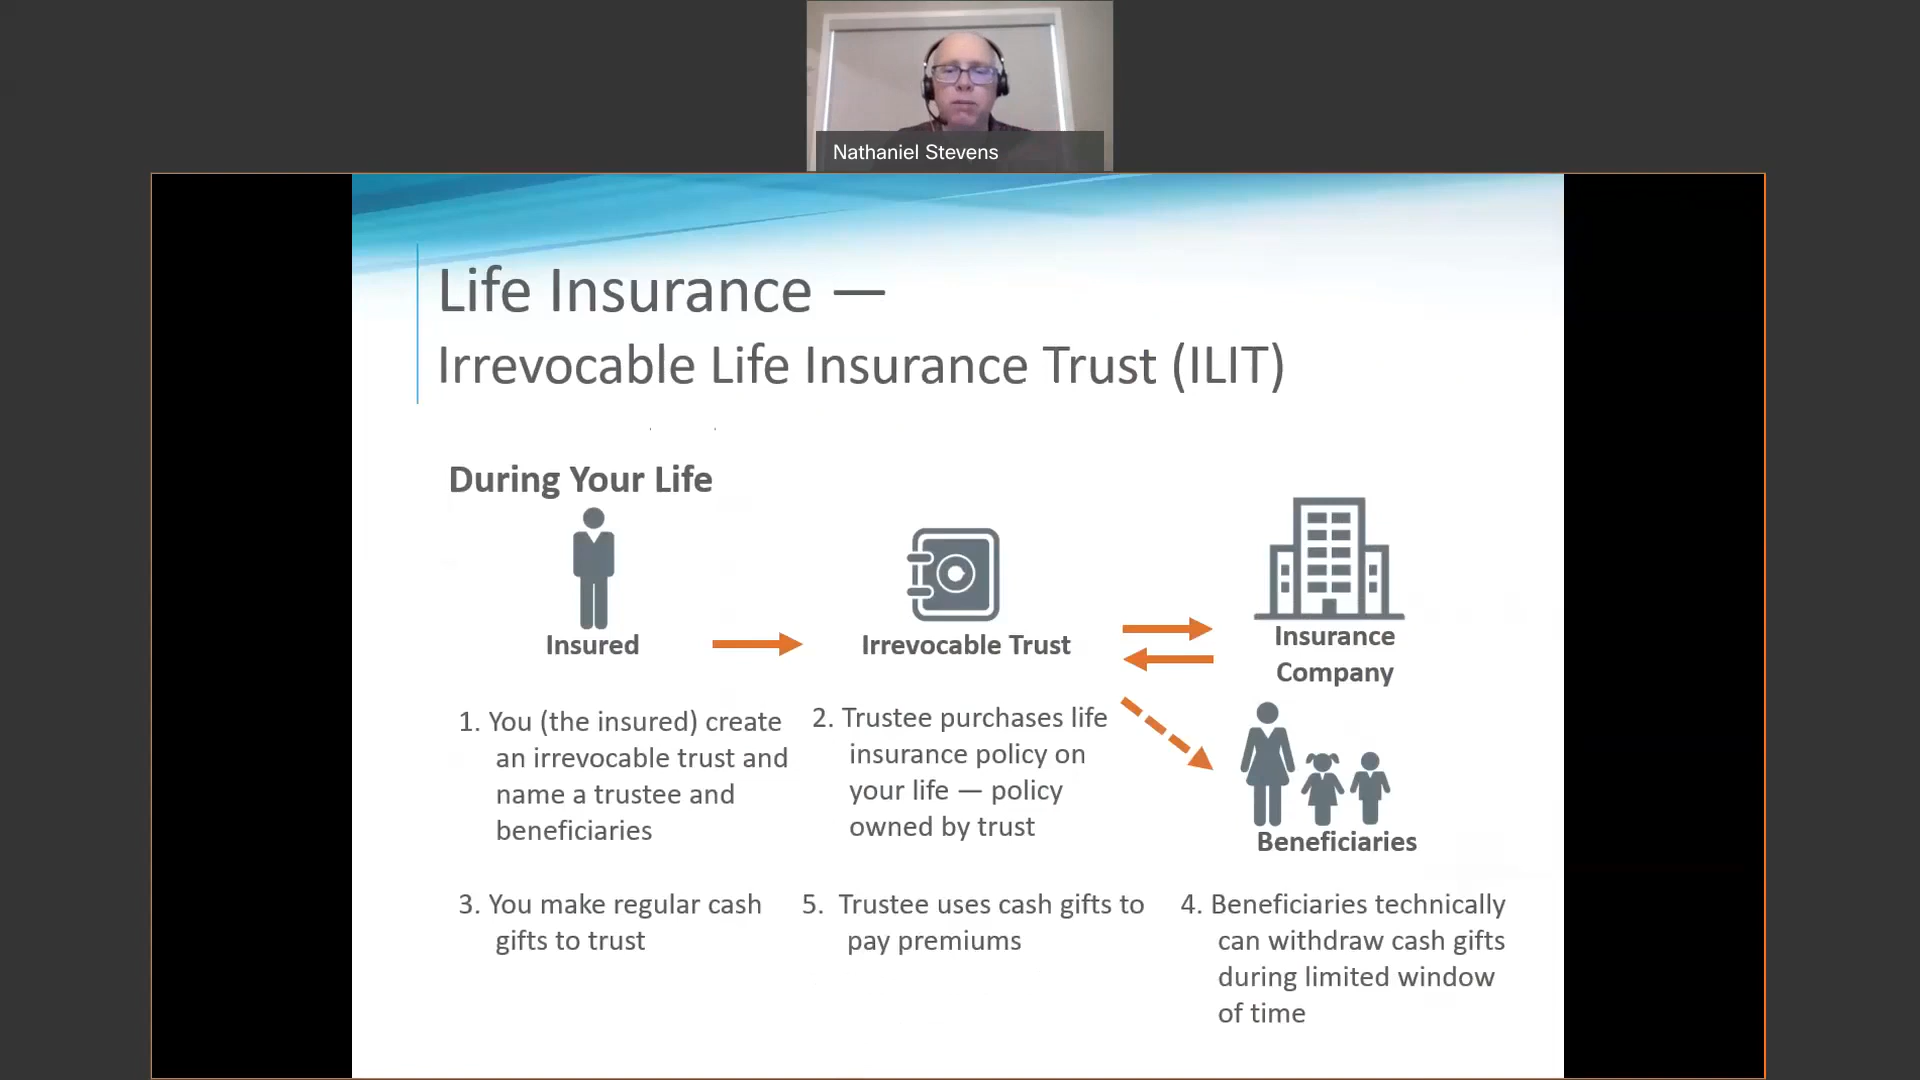 Nathaniel Stevens
Life Insurance —
Irrevocable Life Insurance Trust (ILIT)
During Your Life
Insured
Irrevocable Trust
Insurance
Company
1. You (the insured) create
an irrevocable trust and
name a trustee and
beneficiaries
2. Trustee purchases life
insurance policy on
your life — policy
owned by trust
Beneficiaries
3. You make regular cash
gifts to trust
5. Trustee uses cash gifts to
pay premiums
4. Beneficiaries technically
can withdraw cash gifts
during limited window
of time